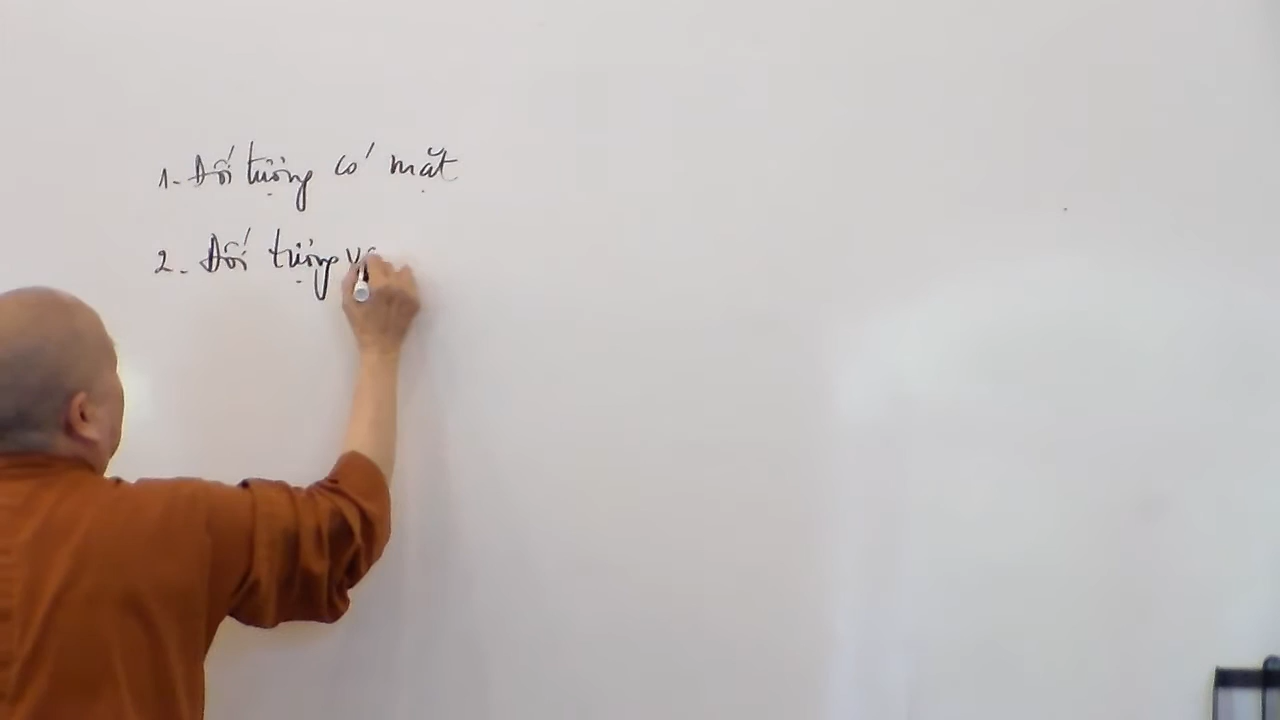 1. Đối tượng có mặt
2. Đối tượng